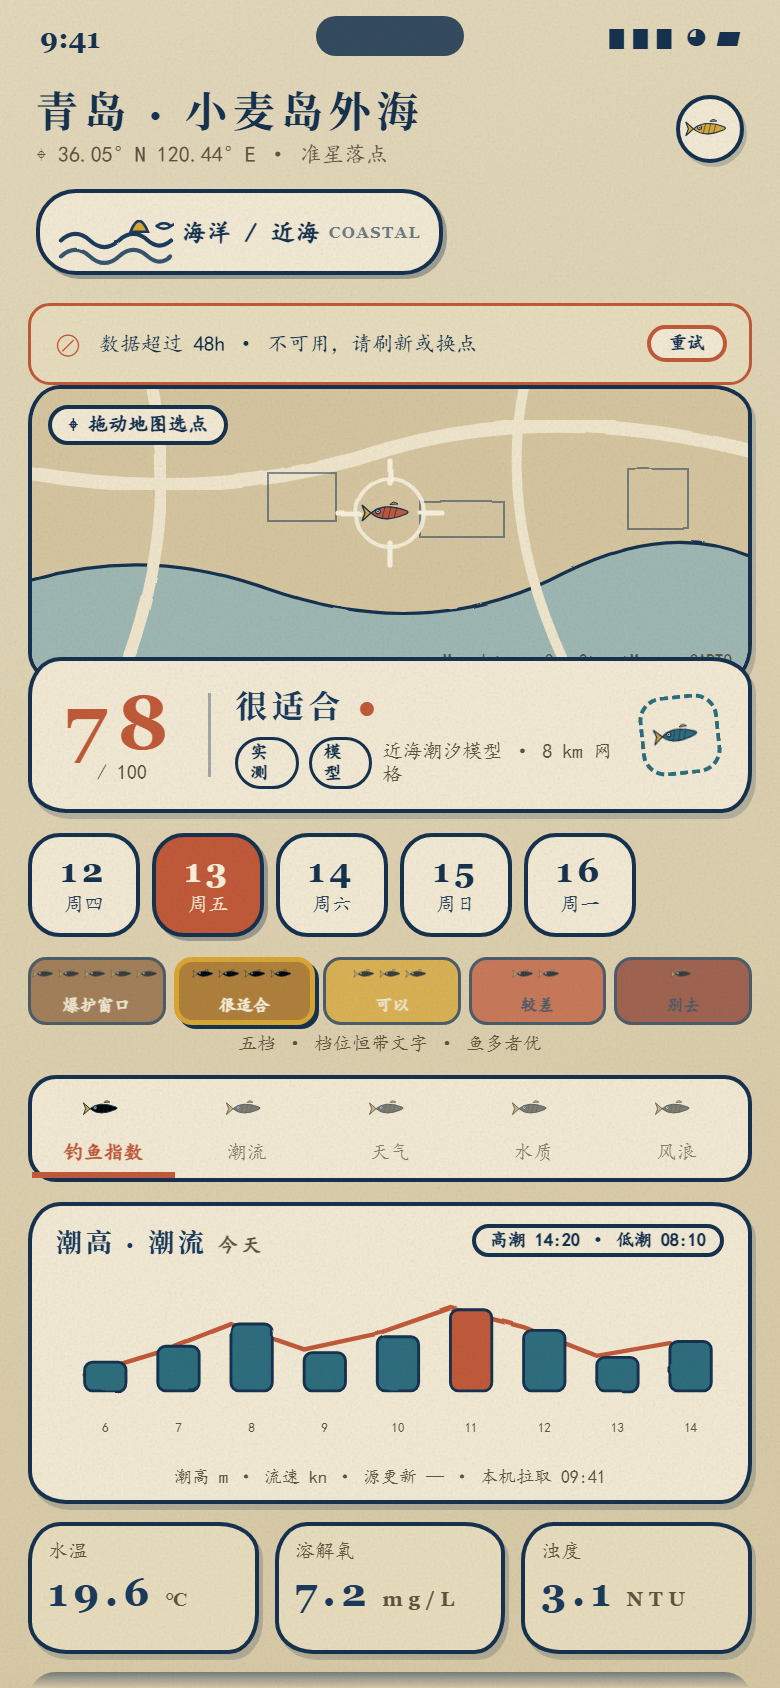 9:41
青岛 · 小麦岛外海
36.05° N 120.44° E • 准星落点
海洋 / 近海 COASTAL
数据超过 48h • 不可用, 请刷新或换点
重试
拖动地图选点
78
/ 100
很适合
实测
模型
近海潮汐模型 • 8 km 网
格
12
周四
13
周五
14
周六
15
周日
16
周一
爆护窗口
很适合
可以
较差
别去
五档 • 档位恒带文字 • 鱼多者优
钓鱼指数
潮流
天气
水质
风浪
潮高 · 潮流 今天
高潮 14:20 • 低潮 08:10
6 7 8 9 10 11 12 13 14
潮高 m • 流速 kn • 源更新 — • 本机拉取 09:41
水温
19.6 ℃
溶解氧
7.2 mg/L
浊度
3.1 NTU